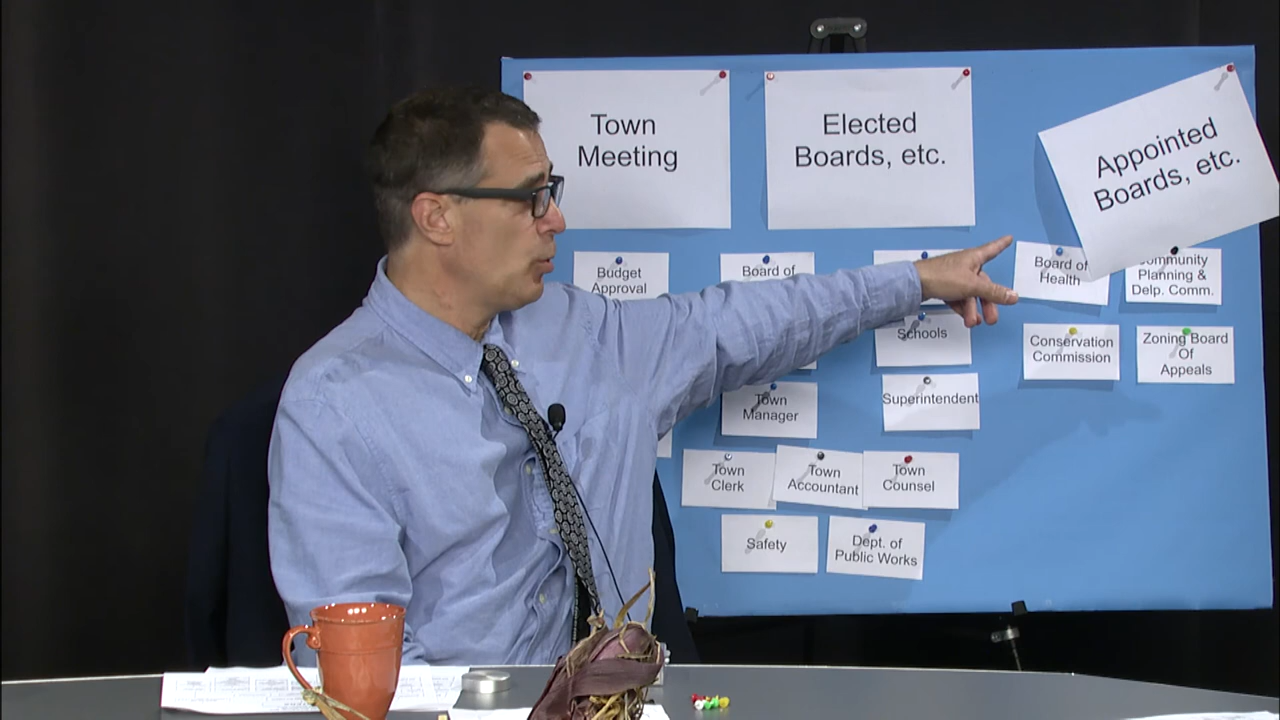 Town
Meeting
Elected
Boards, etc.
Appointed
Boards, etc.
Budget
Approval
Board of
Board of
Health
Community
Planning &
Delp. Comm.
Schools
Conservation
Commission
Zoning Board
Of
Appeals
Town
Manager
Superintendent
Town
Clerk
Town
Accountant
Town
Counsel
Safety
Dept. of
Public Works